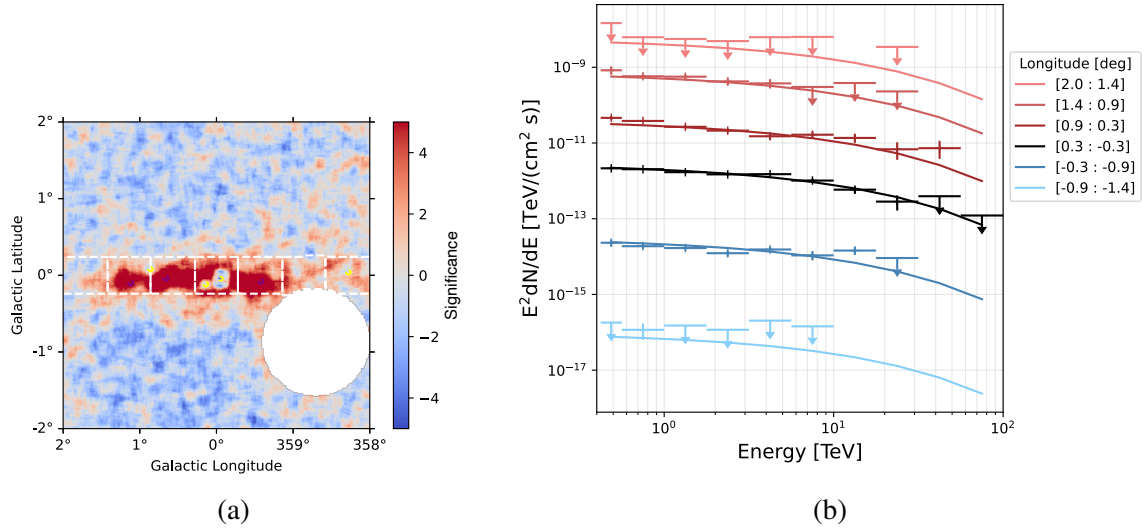 2°
1°
0°
-1°
-2°
Galactic Latitude
2°
1°
0°
359°
358°
Galactic Longitude
4
2
0
−2
−4
Significance
(a)
10⁻⁹
10⁻¹¹
10⁻¹³
10⁻¹⁵
10⁻¹⁷
E²dN/dE [TeV/(cm² s)]
10⁰
10¹
10²
Energy [TeV]
Longitude [deg]
[2.0 : 1.4]
[1.4 : 0.9]
[0.9 : 0.3]
[0.3 : -0.3]
[-0.3 : -0.9]
[-0.9 : -1.4]
(b)